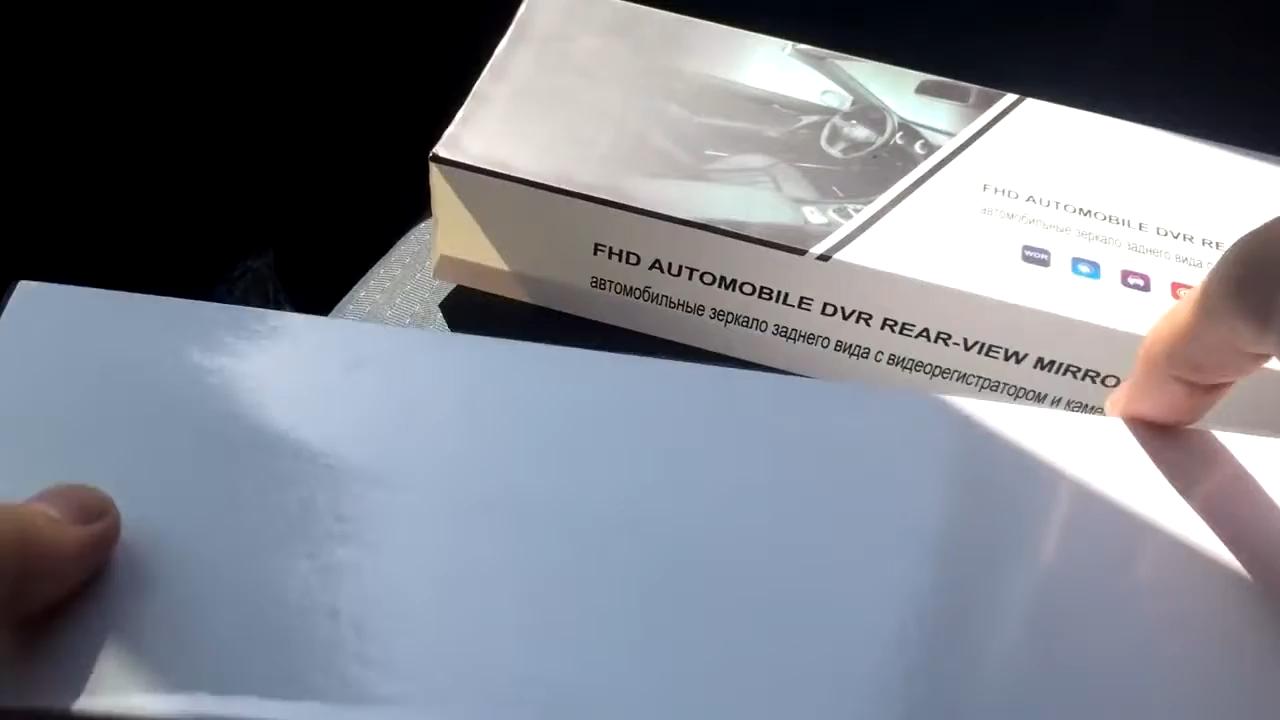 FHD AUTOMOBILE DVR RE
автомобильные зеркало заднего вида с
WDR
FHD AUTOMOBILE DVR REAR-VIEW MIRRO
автомобильные зеркало заднего вида с видеорегистратором и каме